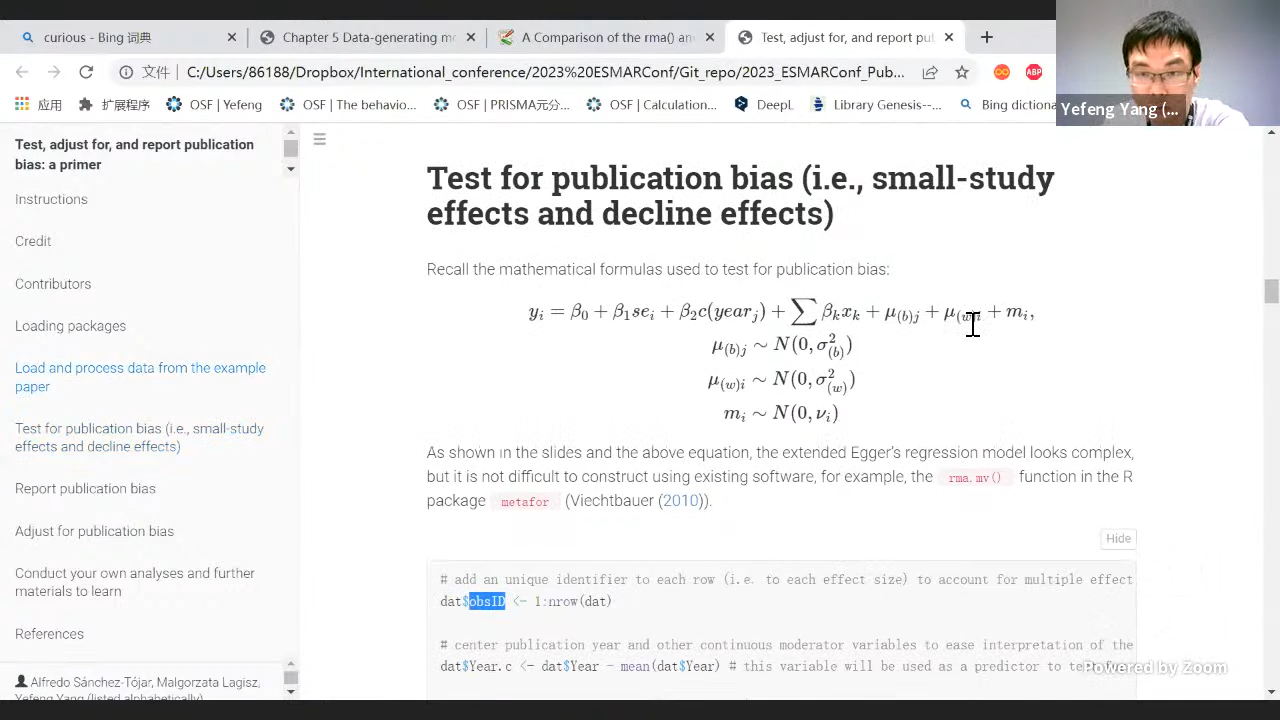 curious - Bing 词典
Chapter 5 Data-generating m
A Comparison of the rma() an
Test, adjust for, and report pu
文件
C:/Users/86188/Dropbox/International_conference/2023%20ESMARConf/Git_repo/2023_ESMARConf_Pub...
ABP
应用
扩展程序
OSF | Yefeng
OSF | The behavio...
OSF | PRISMA元分...
OSF | Calculation...
DeepL
Library Genesis--...
Bing dictiona
Yefeng Yang (...
Test, adjust for, and report publication
bias: a primer
Instructions
Credit
Contributors
Loading packages
Load and process data from the example
paper
Test for publication bias (i.e., small-study
effects and decline effects)
Report publication bias
Adjust for publication bias
Conduct your own analyses and further
materials to learn
References
Alfredo Sánchez-Tójar, Malgorzata Lagisz,
Yefeng Yang (listed alphabetically)
Test for publication bias (i.e., small-study
effects and decline effects)
Recall the mathematical formulas used to test for publication bias:
y_i = β_0 + β_1se_i + β_2c(year_j) + ∑ β_kx_k + μ_(b)j + μ_(w)i + m_i,
μ_(b)j ∼ N(0, σ²_(b))
μ_(w)i ∼ N(0, σ²_(w))
m_i ∼ N(0, ν_i)
As shown in the slides and the above equation, the extended Egger's regression model looks complex,
but it is not difficult to construct using existing software, for example, the rma.mv() function in the R
package metafor (Viechtbauer (2010)).
Hide
# add an unique identifier to each row (i.e. to each effect size) to account for multiple effect
dat$obsID <- 1:nrow(dat)
# center publication year and other continuous moderator variables to ease interpretation of the
dat$Year.c <- dat$Year - mean(dat$Year) # this variable will be used as a predictor to test
Powered by Zoom